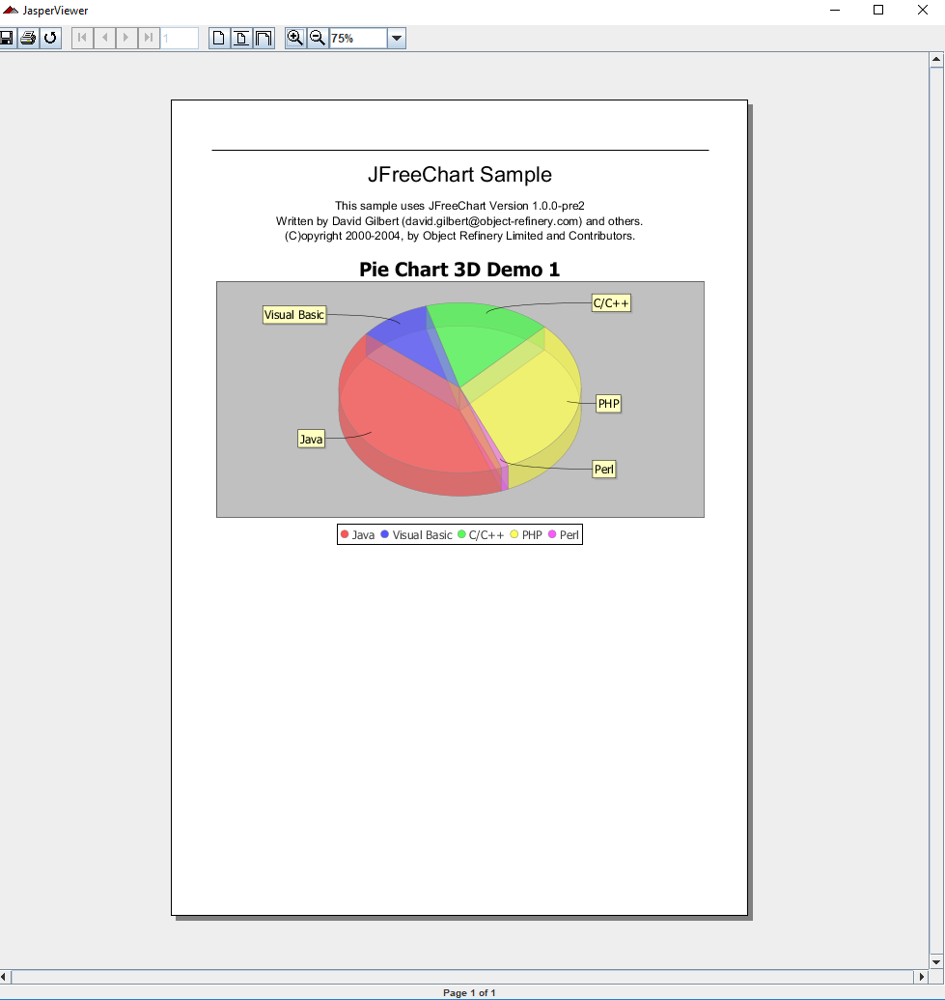 JasperViewer
1
75%
JFreeChart Sample
This sample uses JFreeChart Version 1.0.0-pre2
Written by David Gilbert (david.gilbert@object-refinery.com) and others.
(C)opyright 2000-2004, by Object Refinery Limited and Contributors.
Pie Chart 3D Demo 1
C/C++
Visual Basic
PHP
Java
Perl
Java Visual Basic C/C++ PHP Perl
Page 1 of 1